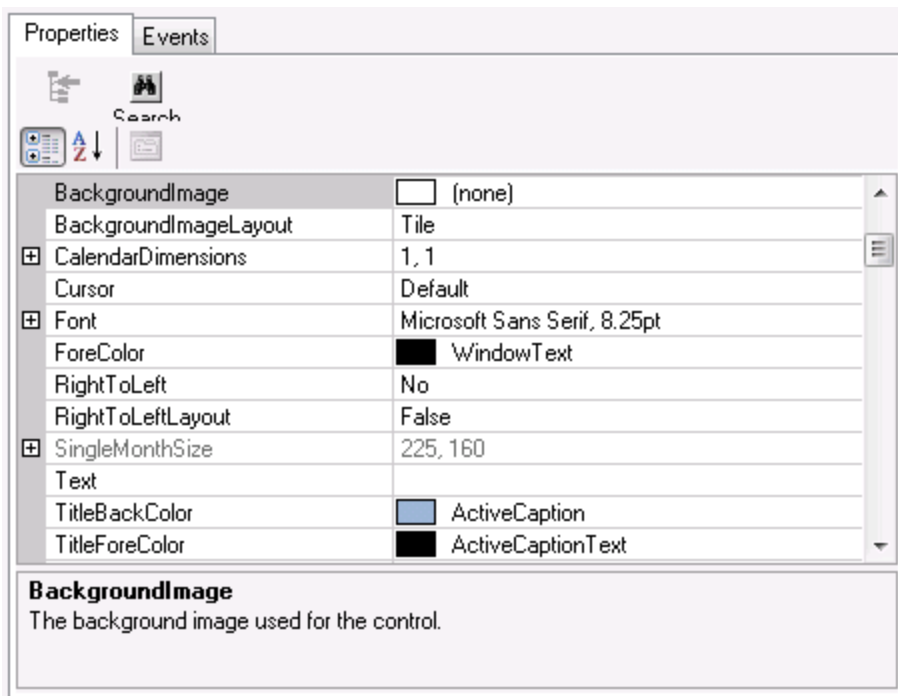 Properties Events
Search
A
Z
BackgroundImage (none)
BackgroundImageLayout Tile
CalendarDimensions 1, 1
Cursor Default
Font Microsoft Sans Serif, 8.25pt
ForeColor WindowText
RightToLeft No
RightToLeftLayout False
SingleMonthSize 225, 160
Text
TitleBackColor ActiveCaption
TitleForeColor ActiveCaptionText
BackgroundImage
The background image used for the control.